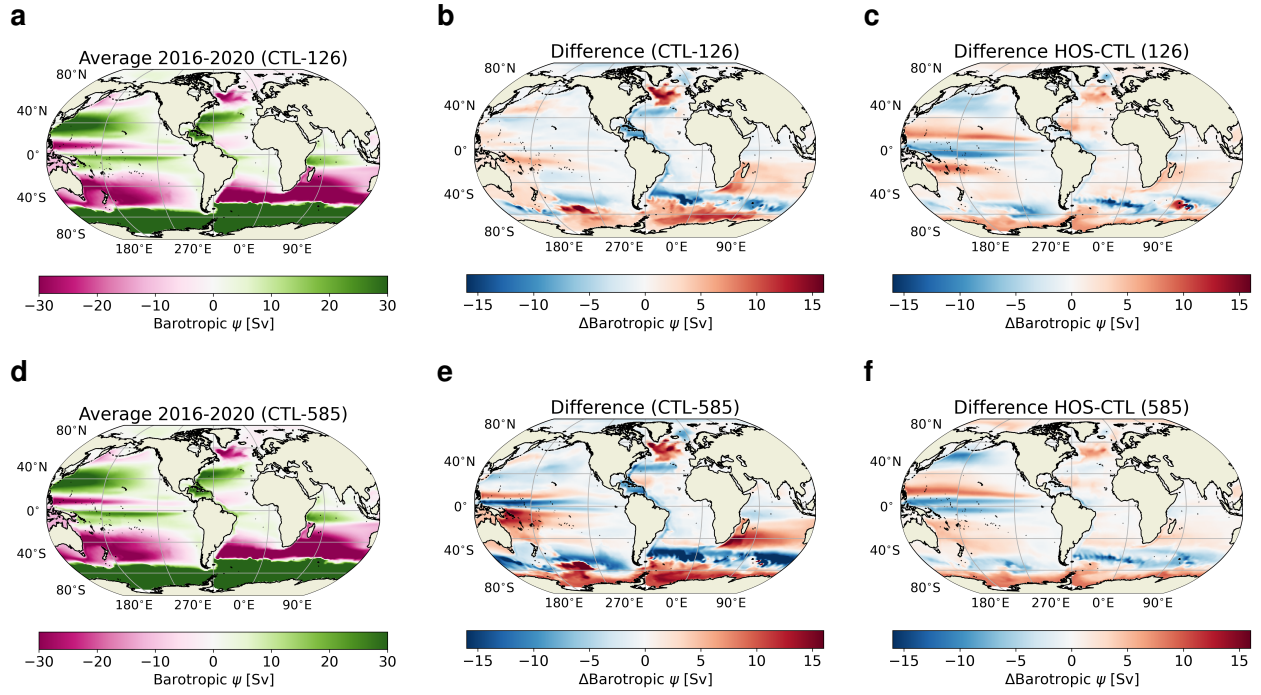 a
Average 2016-2020 (CTL-126)
80°N
40°N
0°
40°S
80°S
180°E 270°E 0°E 90°E
−30 −20 −10 0 10 20 30
Barotropic ψ [Sv]
b
Difference (CTL-126)
80°N
40°N
0°
40°S
80°S
180°E 270°E 0°E 90°E
−15 −10 −5 0 5 10 15
ΔBarotropic ψ [Sv]
c
Difference HOS-CTL (126)
80°N
40°N
0°
40°S
80°S
180°E 270°E 0°E 90°E
−15 −10 −5 0 5 10 15
ΔBarotropic ψ [Sv]
d
Average 2016-2020 (CTL-585)
80°N
40°N
0°
40°S
80°S
180°E 270°E 0°E 90°E
−30 −20 −10 0 10 20 30
Barotropic ψ [Sv]
e
Difference (CTL-585)
80°N
40°N
0°
40°S
80°S
180°E 270°E 0°E 90°E
−15 −10 −5 0 5 10 15
ΔBarotropic ψ [Sv]
f
Difference HOS-CTL (585)
80°N
40°N
0°
40°S
80°S
180°E 270°E 0°E 90°E
−15 −10 −5 0 5 10 15
ΔBarotropic ψ [Sv]